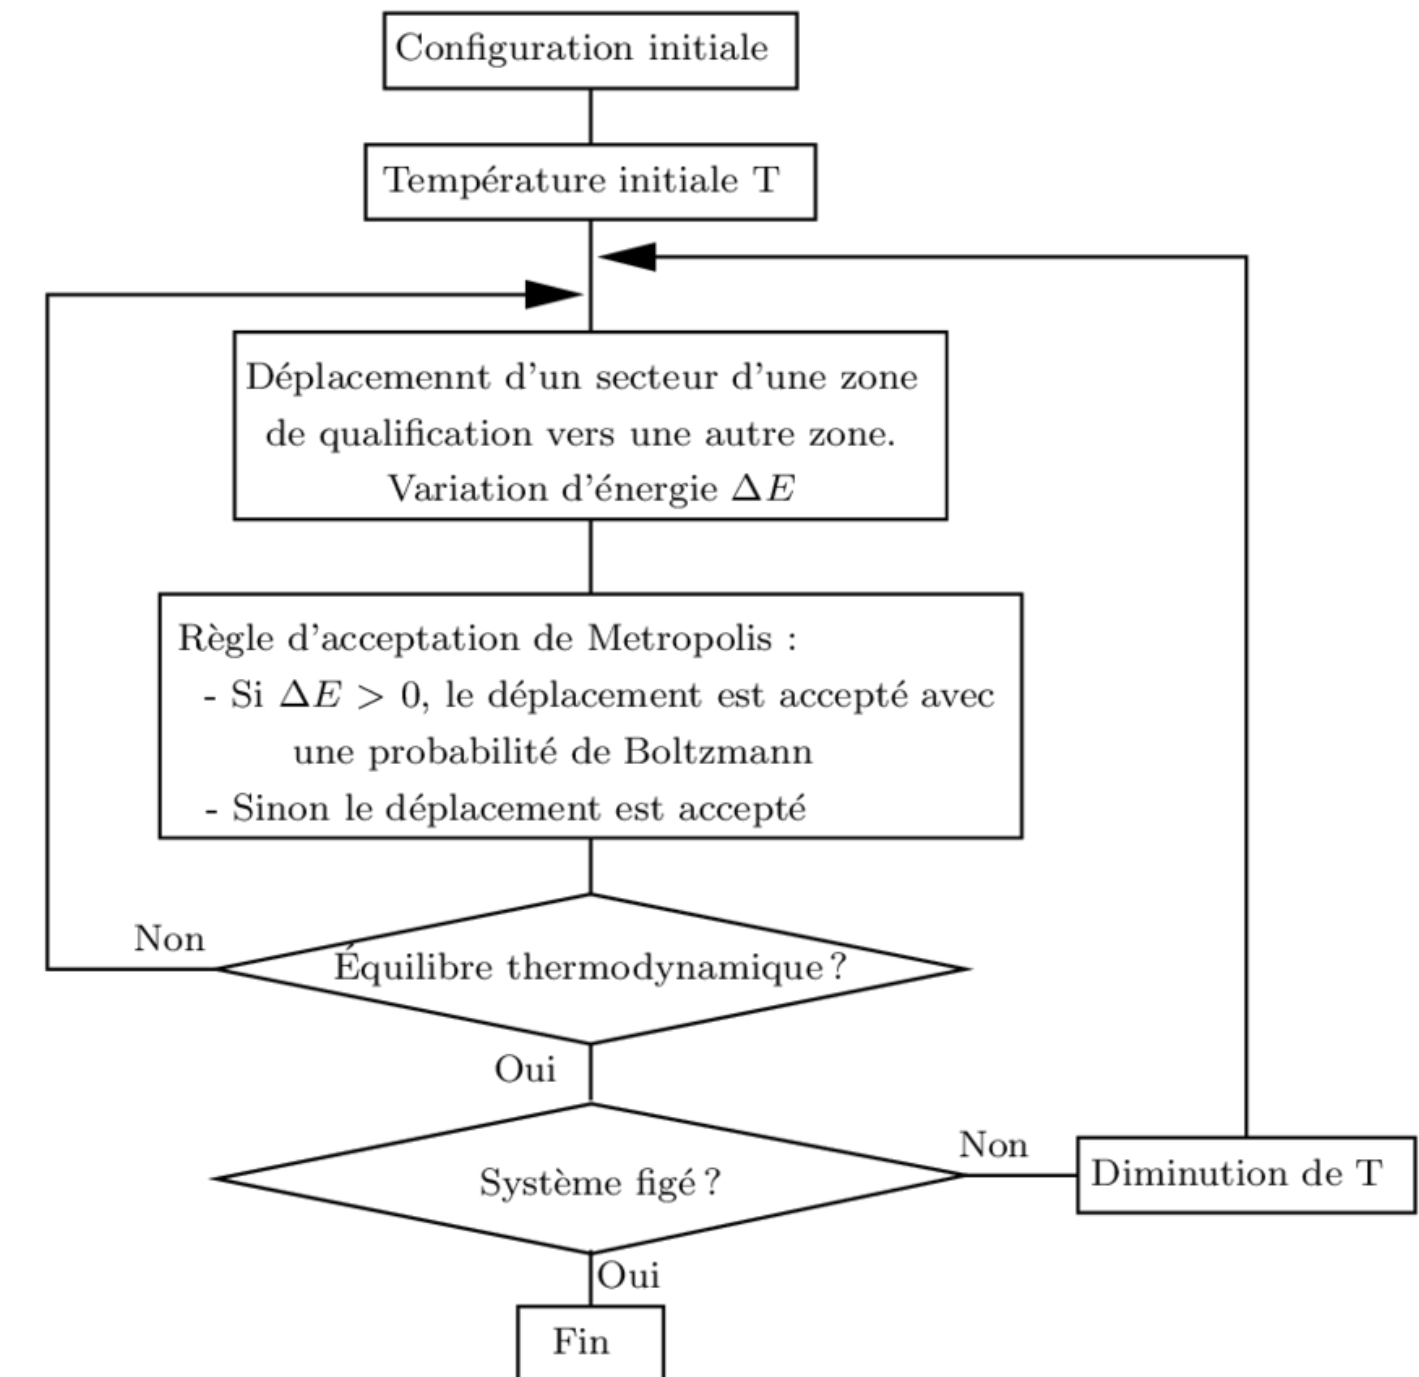 Configuration initiale
Température initiale T
Déplacemennt d'un secteur d'une zone
de qualification vers une autre zone.
Variation d'énergie ΔE
Règle d'acceptation de Metropolis :
- Si ΔE > 0, le déplacement est accepté avec
une probabilité de Boltzmann
- Sinon le déplacement est accepté
Non
Équilibre thermodynamique ?
Oui
Système figé ?
Non
Diminution de T
Oui
Fin